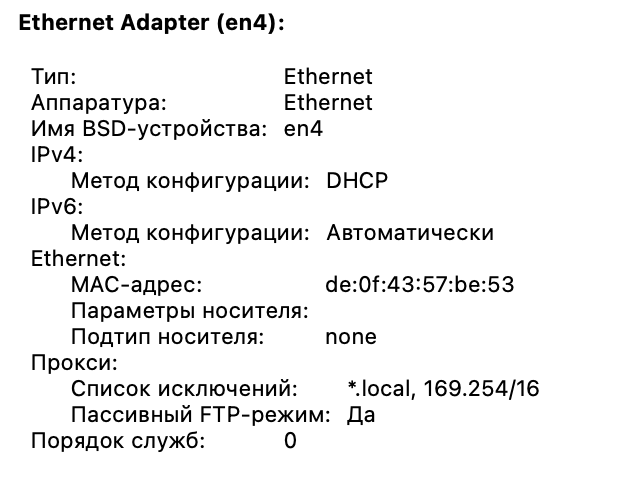 Ethernet Adapter (en4):
Тип: Ethernet
Аппаратура: Ethernet
Имя BSD-устройства: en4
IPv4:
Метод конфигурации: DHCP
IPv6:
Метод конфигурации: Автоматически
Ethernet:
MAC-адрес: de:0f:43:57:be:53
Параметры носителя:
Подтип носителя: none
Прокси:
Список исключений: *.local, 169.254/16
Пассивный FTP-режим: Да
Порядок служб: 0